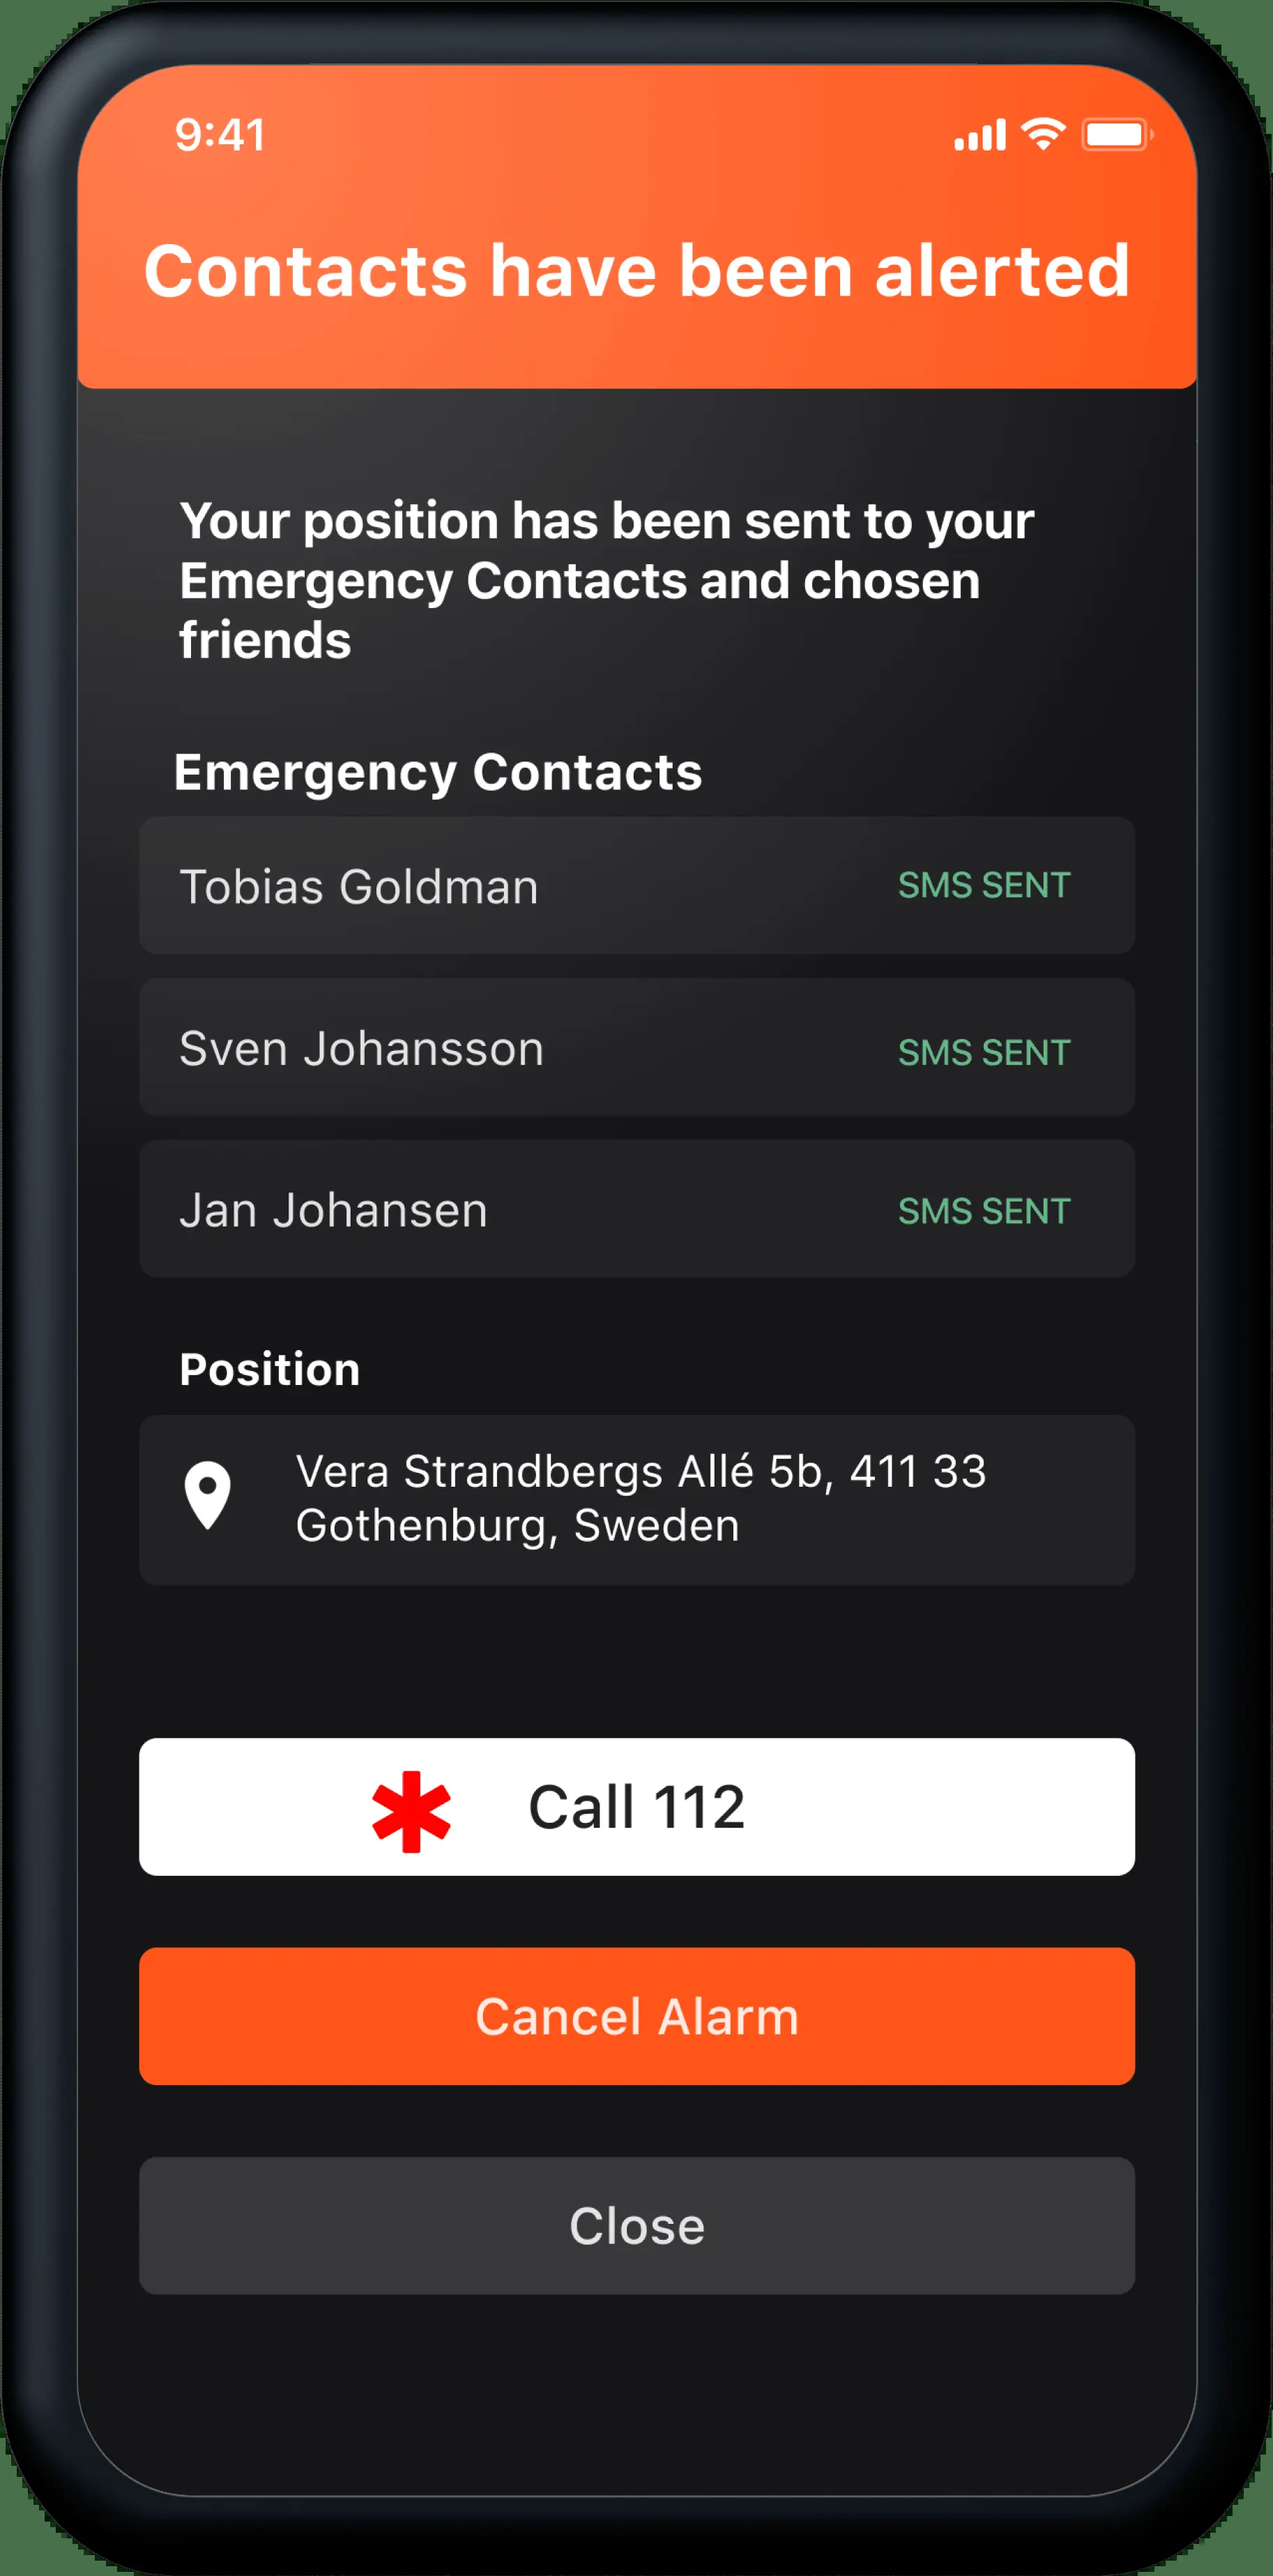 9:41
Contacts have been alerted
Your position has been sent to your
Emergency Contacts and chosen
friends
Emergency Contacts
Tobias Goldman SMS SENT
Sven Johansson SMS SENT
Jan Johansen SMS SENT
Position
Vera Strandbergs Allé 5b, 411 33
Gothenburg, Sweden
Call 112
Cancel Alarm
Close